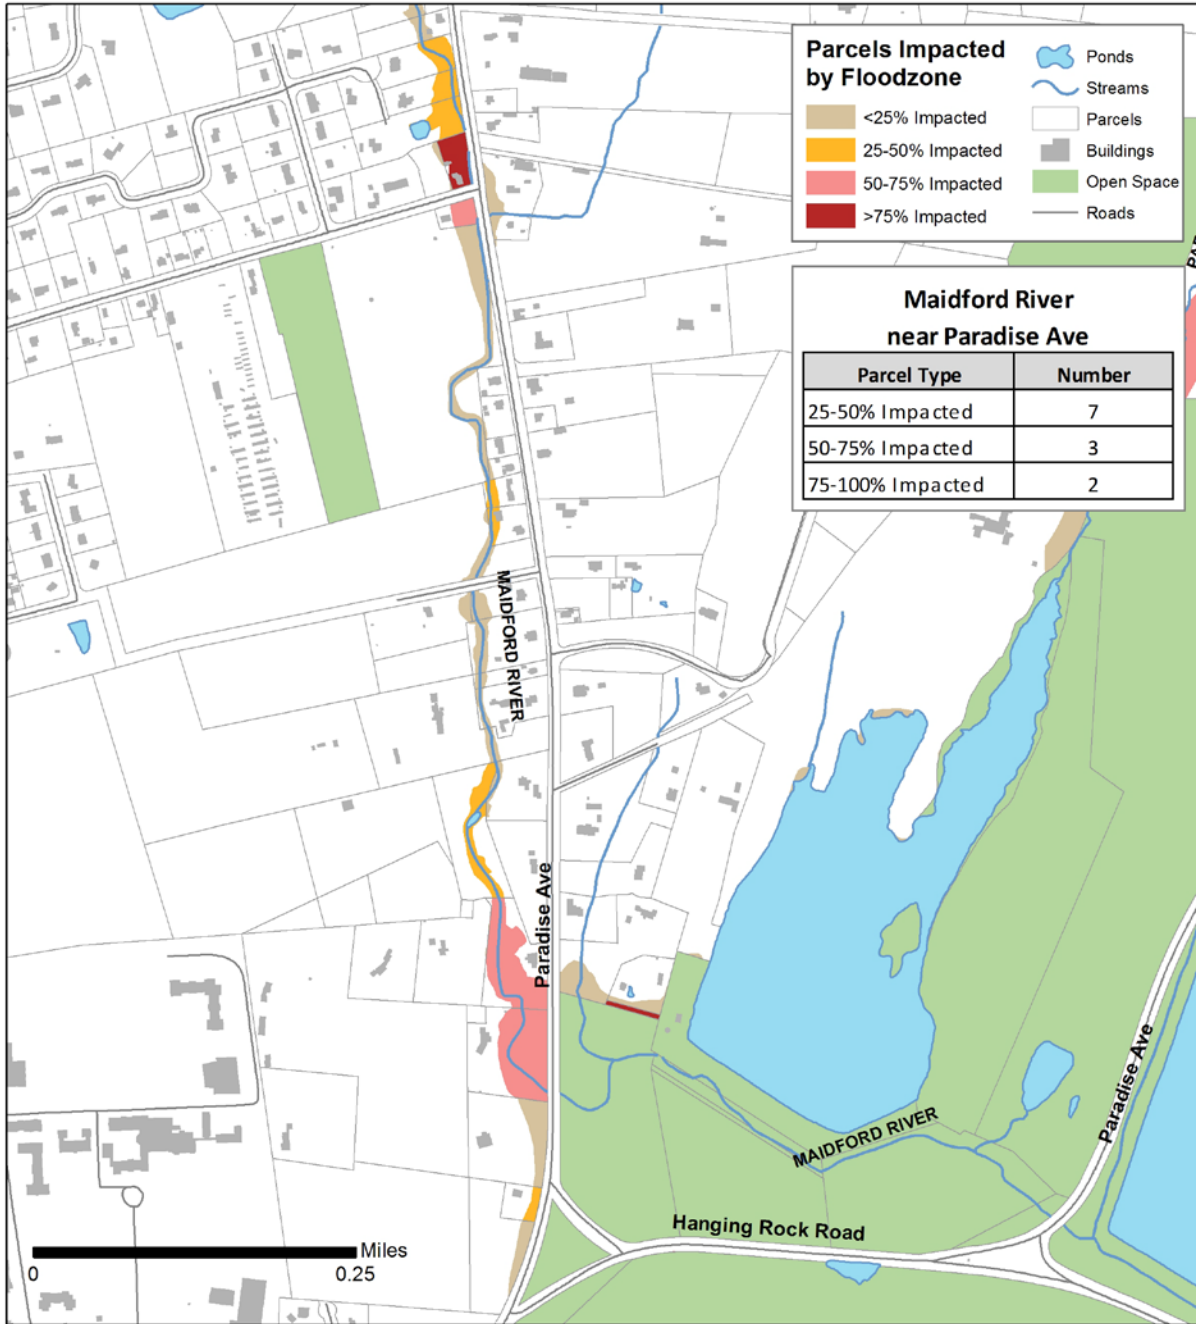 Parcels Impacted
by Floodzone
<25% Impacted
25-50% Impacted
50-75% Impacted
>75% Impacted
Ponds
Streams
Parcels
Buildings
Open Space
Roads
Maidford River
near Paradise Ave
Parcel Type Number
25-50% Impacted 7
50-75% Impacted 3
75-100% Impacted 2
MAIDFORD RIVER
Paradise Ave
Paradise Ave
MAIDFORD RIVER
Hanging Rock Road
Miles
0 0.25